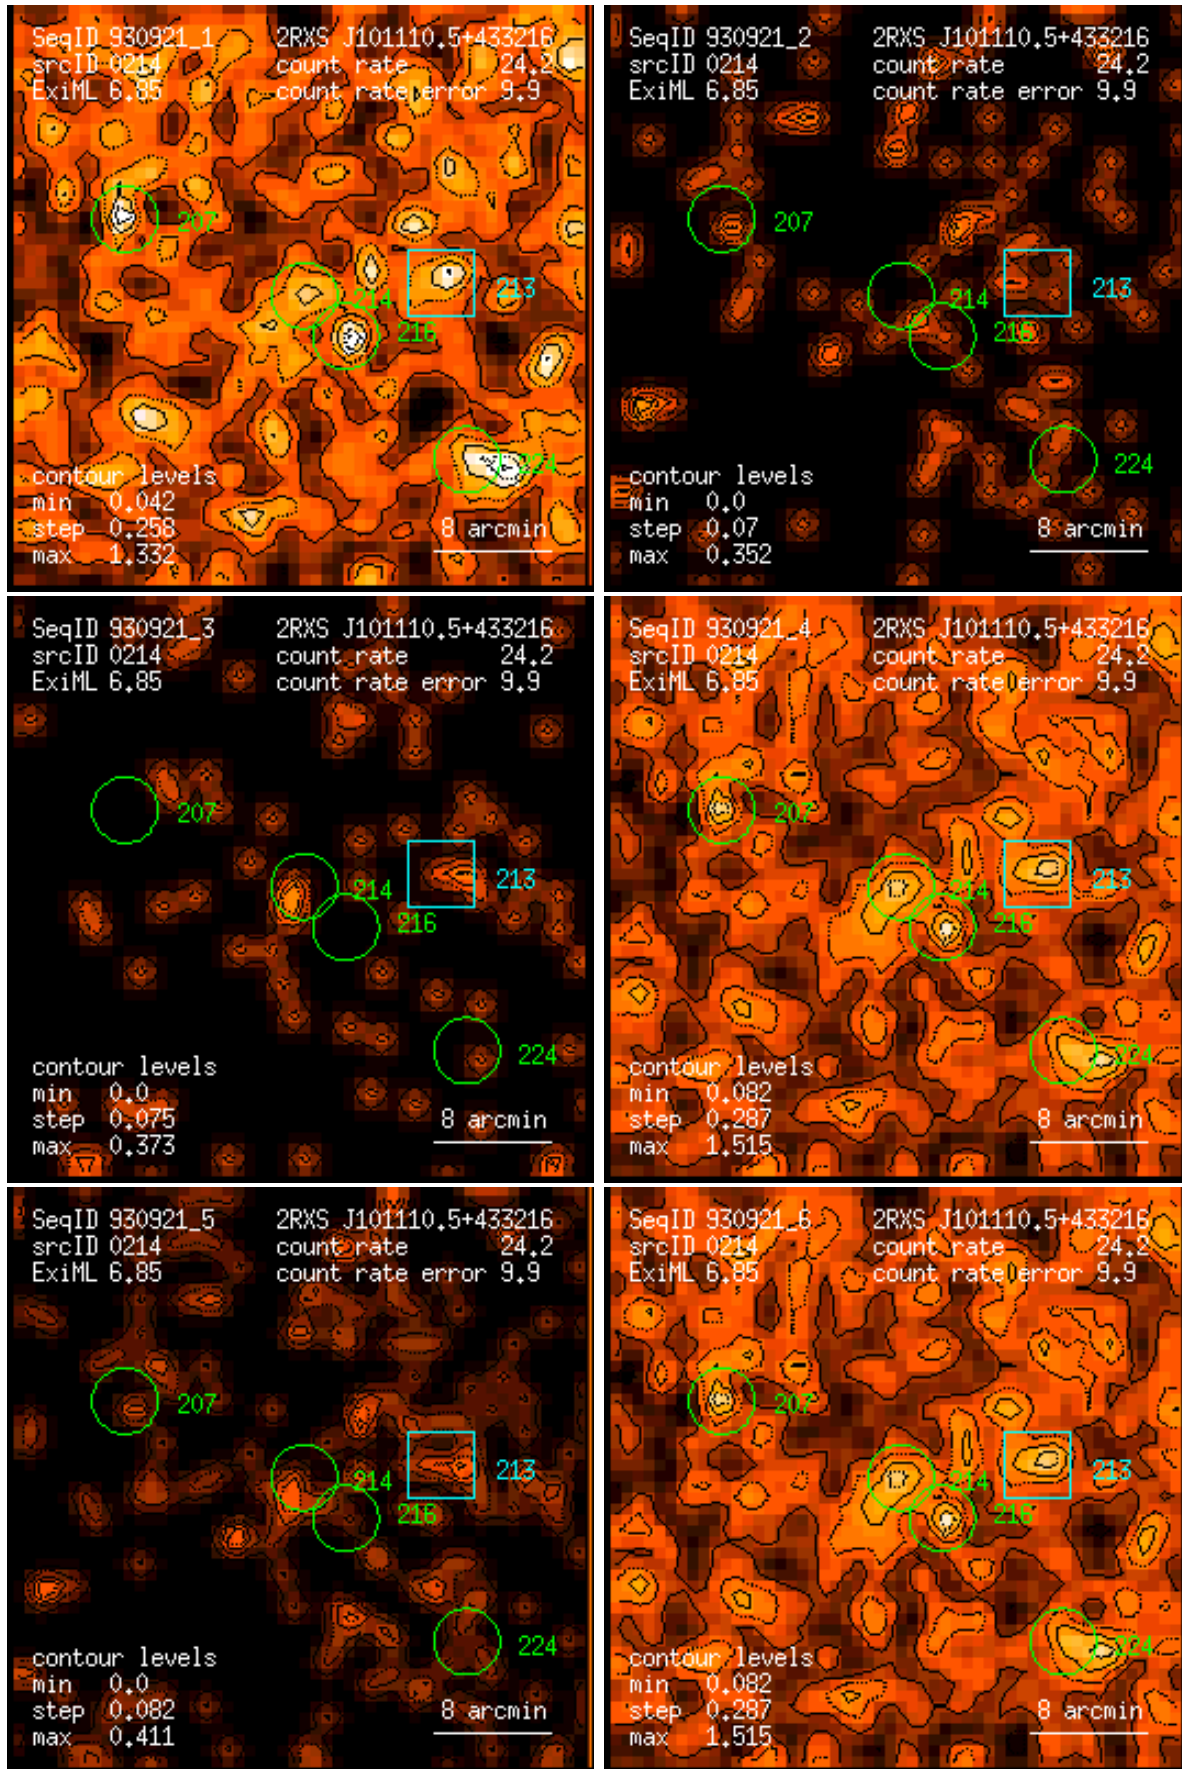 SeqID 930921_1 2RXS J101110.5+433216
srcID 0214 count rate 24.2
ExiML 6.85 count rate error 9.9
207
213
214
216
224
contour levels
min 0.042
step 0.258
max 1.332
8 arcmin
SeqID 930921_2 2RXS J101110.5+433216
srcID 0214 count rate 24.2
ExiML 6.85 count rate error 9.9
207
213
214
216
224
contour levels
min 0.0
step 0.07
max 0.352
8 arcmin
SeqID 930921_3 2RXS J101110.5+433216
srcID 0214 count rate 24.2
ExiML 6.85 count rate error 9.9
207
213
214
216
224
contour levels
min 0.0
step 0.075
max 0.373
8 arcmin
SeqID 930921_4 2RXS J101110.5+433216
srcID 0214 count rate 24.2
ExiML 6.85 count rate error 9.9
207
213
214
216
224
contour levels
min 0.082
step 0.287
max 1.515
8 arcmin
SeqID 930921_5 2RXS J101110.5+433216
srcID 0214 count rate 24.2
ExiML 6.85 count rate error 9.9
207
213
214
216
224
contour levels
min 0.0
step 0.082
max 0.411
8 arcmin
SeqID 930921_6 2RXS J101110.5+433216
srcID 0214 count rate 24.2
ExiML 6.85 count rate error 9.9
207
213
214
216
224
contour levels
min 0.082
step 0.287
max 1.515
8 arcmin